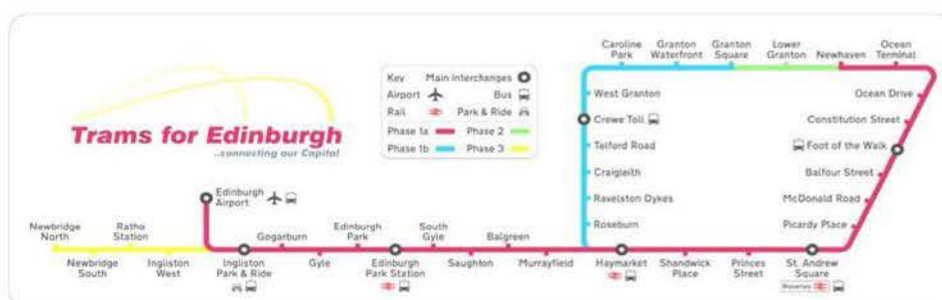 Trams for Edinburgh
...connecting our Capital
Key
Main Interchanges
Airport
Bus
Rail
Park & Ride
Phase 1a
Phase 2
Phase 1b
Phase 3
Caroline
Park
Granton
Waterfront
Granton
Square
Lower
Granton
Newhaven
Ocean
Terminal
West Granton
Crewe Toll
Telford Road
Craigleith
Ravelston Dykes
Roseburn
Ocean Drive
Constitution Street
Foot of the Walk
Balfour Street
McDonald Road
Picardy Place
Edinburgh
Airport
Newbridge
North
Newbridge
South
Ratho
Station
Ingliston
West
Ingliston
Park & Ride
Gogarburn
Gyle
Edinburgh
Park
Edinburgh
Park Station
South
Gyle
Saughton
Balgreen
Murrayfield
Haymarket
Shandwick
Place
Princes
Street
St. Andrew
Square
Waverley